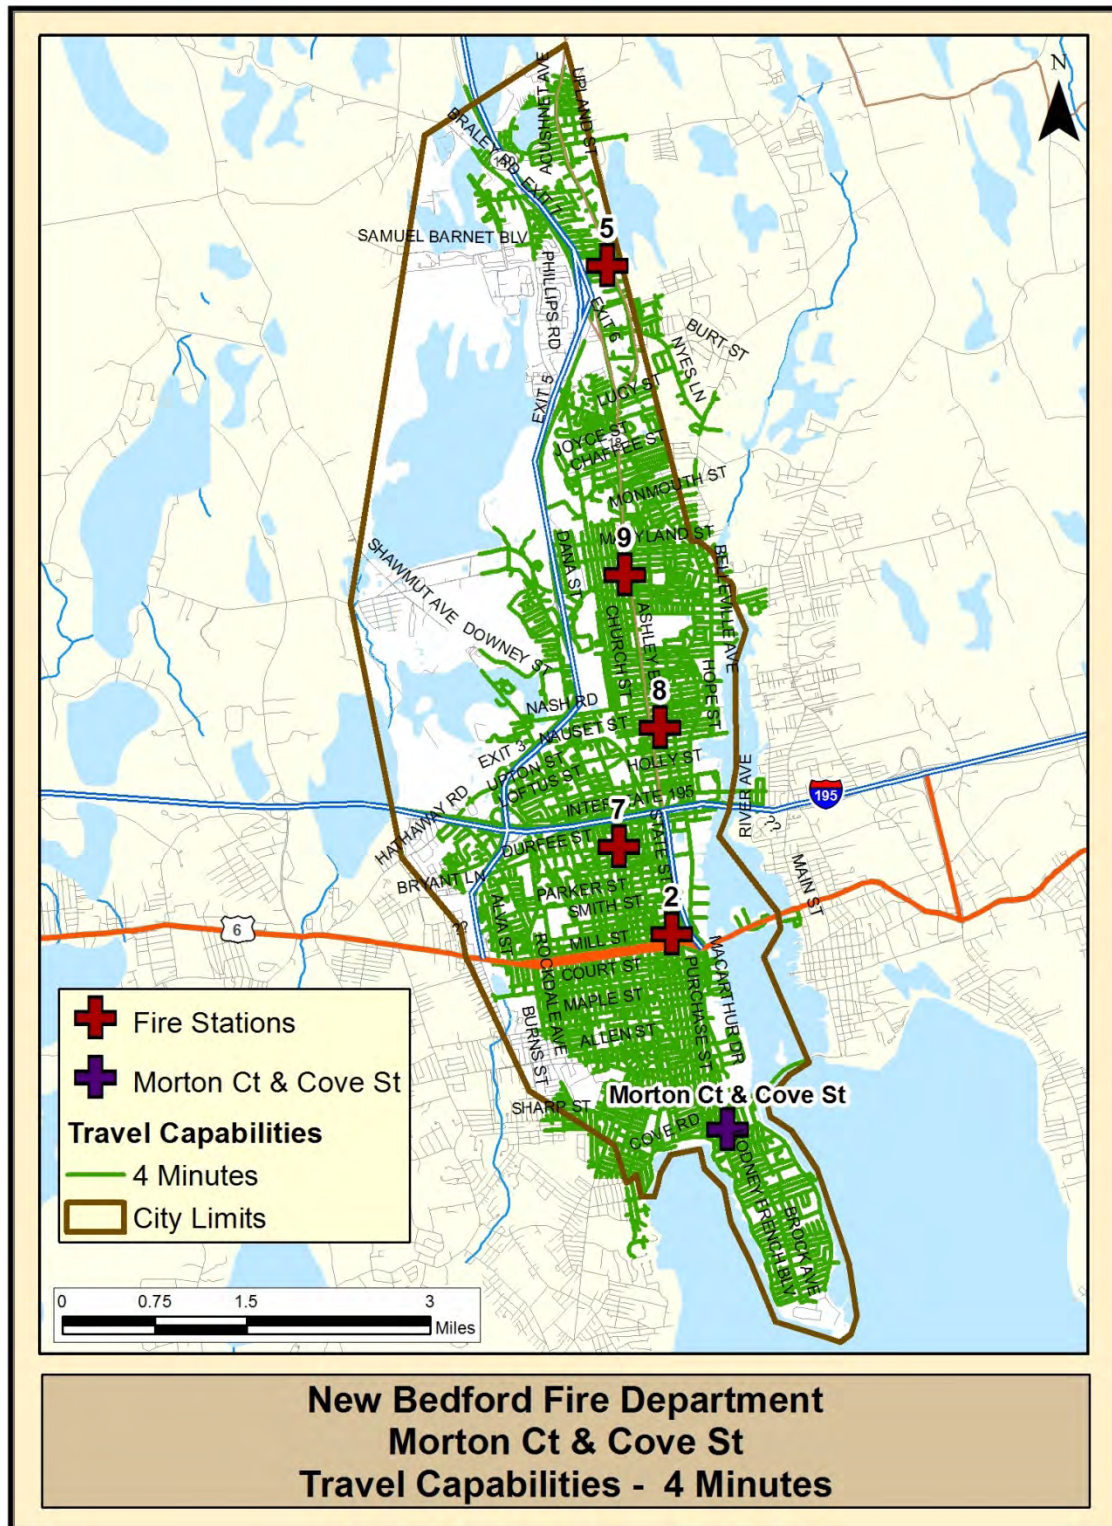 N
ACUSHNET AVE
UPLAND ST
BRALEY RD
EXIT 7
SAMUEL BARNET BLV
5
PHILLIPS RD
EXIT 6
BURT ST
NYES LN
EXIT 5
LUCY ST
JOYCE ST
CHAFFEE ST
MONMOUTH ST
MARYLAND ST
9
DANA ST
BELLEVILLE AVE
SHAWMUT AVE
DOWNEY ST
CHURCH ST
ASHLEY B
HOPE ST
8
NASH RD
NAUSET ST
EXIT 3
UPTON ST
LOFTUS ST
HOLLY ST
INTERSTATE 195
195
RIVER AVE
??
HATHAWAY RD
7
DURFEE ST
STATE ST
BRYANT LN
PARKER ST
SMITH ST
2
MAIN ST
ALVA ST
??
6
MILL ST
COURT ST
ROCKDALE AVE
MAPLE ST
PURCHASE ST
MACARTHUR DR
ALLEN ST
BURNS ST
SHARP ST
Morton Ct & Cove St
COVE RD
RODNEY FRENCH BLV
BROCK AVE
Fire Stations
Morton Ct & Cove St
Travel Capabilities
4 Minutes
City Limits
0 0.75 1.5 3
Miles
New Bedford Fire Department
Morton Ct & Cove St
Travel Capabilities - 4 Minutes